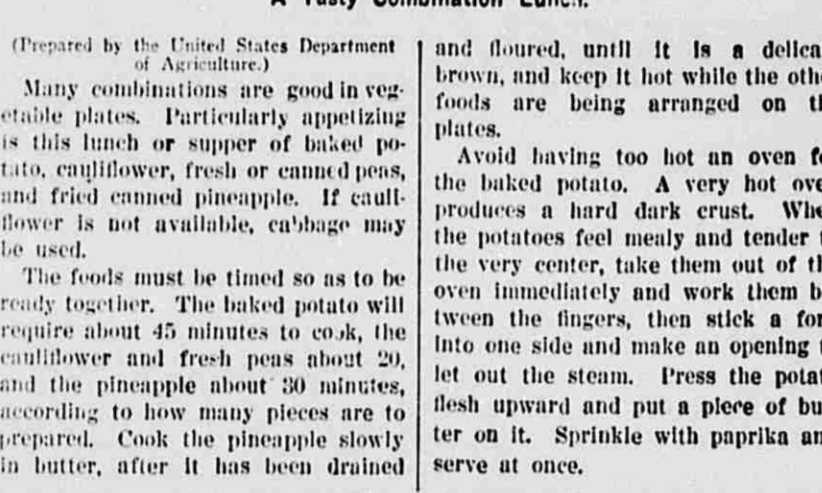 A Tasty Combination Lunch.
(Prepared by the United States Department
of Agriculture.)
Many combinations are good in veg-
etable plates. Particularly appetizing
is this lunch or supper of baked po-
tato, cauliflower, fresh or canned peas,
and fried canned pineapple. If cauli-
flower is not available, cabbage may
be used.
The foods must be timed so as to be
ready together. The baked potato will
require about 45 minutes to cook, the
cauliflower and fresh peas about 20,
and the pineapple about 30 minutes,
according to how many pieces are to
prepared. Cook the pineapple slowly
in butter, after it has been drained
and floured, until it is a delica
brown, and keep it hot while the oth
foods are being arranged on th
plates.
Avoid having too hot an oven f
the baked potato. A very hot ove
produces a hard dark crust. Whe
the potatoes feel mealy and tender t
the very center, take them out of th
oven immediately and work them b
tween the fingers, then stick a for
into one side and make an opening t
let out the steam. Press the potat
flesh upward and put a piece of bu
ter on it. Sprinkle with paprika an
serve at once.